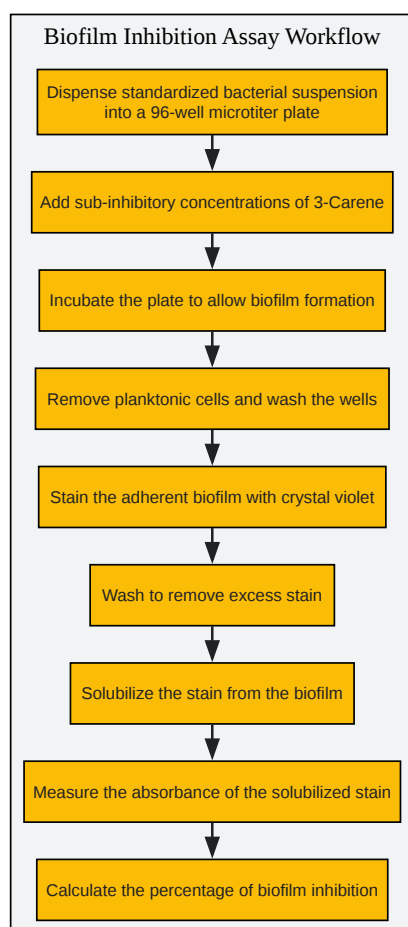 Biofilm Inhibition Assay Workflow
Dispense standardized bacterial suspension
into a 96-well microtiter plate
Add sub-inhibitory concentrations of 3-Carene
Incubate the plate to allow biofilm formation
Remove planktonic cells and wash the wells
Stain the adherent biofilm with crystal violet
Wash to remove excess stain
Solubilize the stain from the biofilm
Measure the absorbance of the solubilized stain
Calculate the percentage of biofilm inhibition